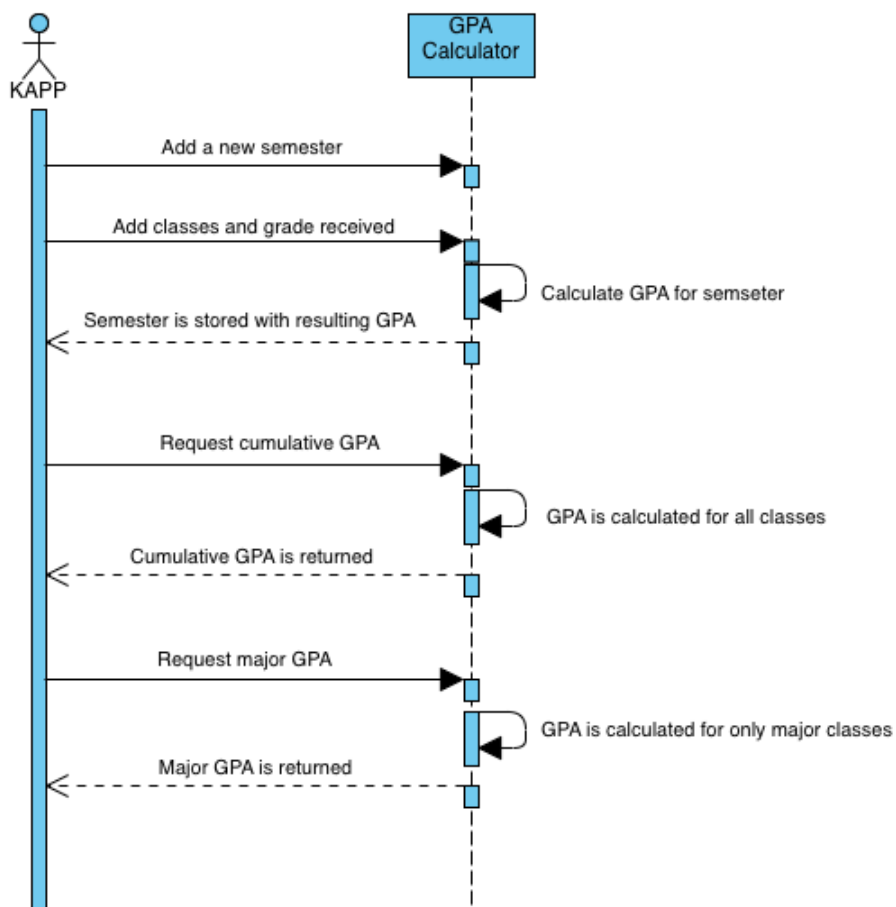 GPA
Calculator
KAPP
Add a new semester
Add classes and grade received
Calculate GPA for semseter
Semester is stored with resulting GPA
Request cumulative GPA
GPA is calculated for all classes
Cumulative GPA is returned
Request major GPA
GPA is calculated for only major classes
Major GPA is returned